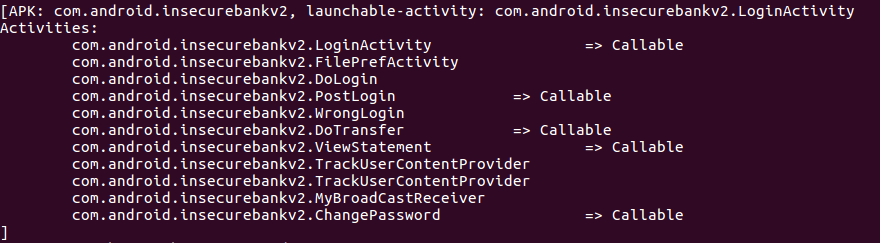 [APK: com.android.insecurebankv2, launchable-activity: com.android.insecurebankv2.LoginActivity
Activities:
com.android.insecurebankv2.LoginActivity => Callable
com.android.insecurebankv2.FilePrefActivity
com.android.insecurebankv2.DoLogin
com.android.insecurebankv2.PostLogin => Callable
com.android.insecurebankv2.WrongLogin
com.android.insecurebankv2.DoTransfer => Callable
com.android.insecurebankv2.ViewStatement => Callable
com.android.insecurebankv2.TrackUserContentProvider
com.android.insecurebankv2.TrackUserContentProvider
com.android.insecurebankv2.MyBroadCastReceiver
com.android.insecurebankv2.ChangePassword => Callable
]